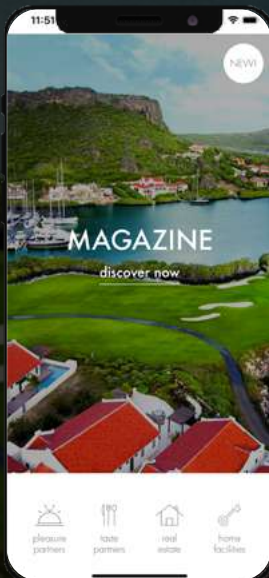 11:51
NEW!
MAGAZINE
discover now
pleasure
partners
taste
partners
real
estate
home
facilities